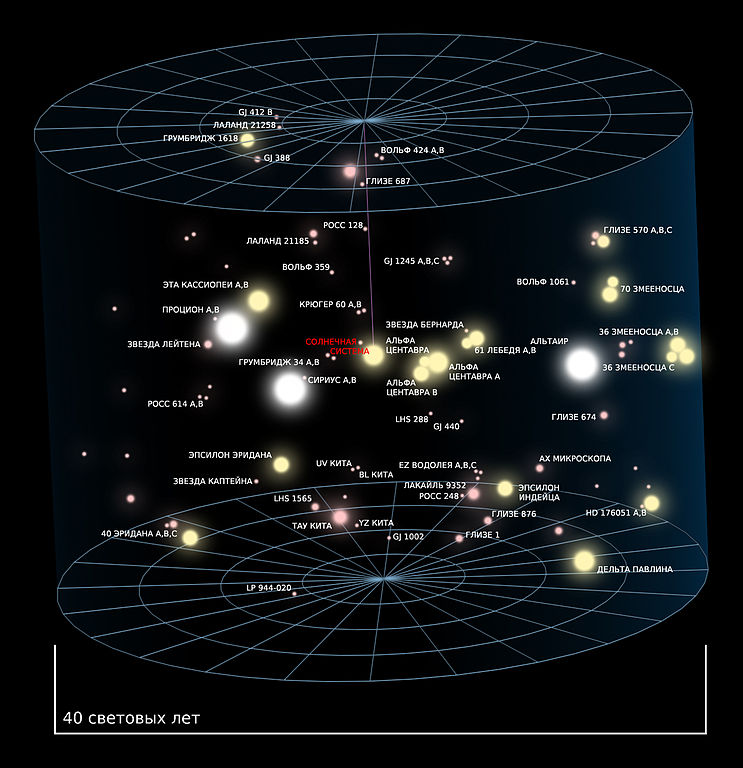 GJ 412 B
ЛАЛАНД 21258
ГРУМБРИДЖ 1618
GJ 388
ВОЛЬФ 424 A,B
ГЛИЗЕ 687
РОСС 128
ЛАЛАНД 21185
ГЛИЗЕ 570 A,B,C
GJ 1245 A,B,C
ВОЛЬФ 359
ВОЛЬФ 1061
ЭТА КАССИОПЕИ A,B
70 ЗМЕЕНОСЦА
КРЮГЕР 60 A,B
ПРОЦИОН A,B
ЗВЕЗДА БЕРНАРДА
36 ЗМЕЕНОСЦА A,B
ЗВЕЗДА ЛЕЙТЕНА
СОЛНЕЧНАЯ
СИСТЕМА
АЛЬФА
ЦЕНТАВРА
61 ЛЕБЕДЯ A,B
АЛЬТАИР
ГРУМБРИДЖ 34 A,B
36 ЗМЕЕНОСЦА C
АЛЬФА
ЦЕНТАВРА A
СИРИУС A,B
АЛЬФА
ЦЕНТАВРА B
РОСС 614 A,B
LHS 288
GJ 440
ГЛИЗЕ 674
ЭПСИЛОН ЭРИДАНА
UV КИТА
BL КИТА
EZ ВОДОЛЕЯ A,B,C
АХ МИКРОСКОПА
ЗВЕЗДА КАПТЕЙНА
ЛАКАЙЛЬ 9352
РОСС 248
ЭПСИЛОН
ИНДЕЙЦА
LHS 1565
HD 176051 A,B
ТАУ КИТА
YZ КИТА
ГЛИЗЕ 876
40 ЭРИДАНА A,B,C
GJ 1002
ГЛИЗЕ 1
ДЕЛЬТА ПАВЛИНА
LP 944-020
40 световых лет